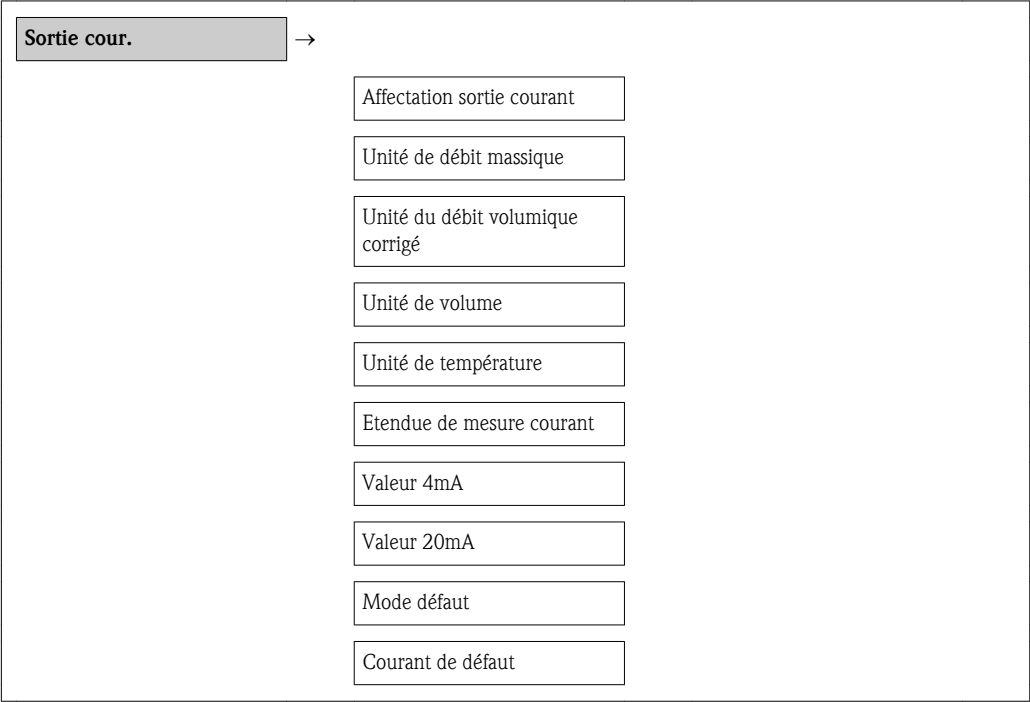 Sortie cour. →
Affectation sortie courant
Unité de débit massique
Unité du débit volumique
corrigé
Unité de volume
Unité de température
Etendue de mesure courant
Valeur 4mA
Valeur 20mA
Mode défaut
Courant de défaut